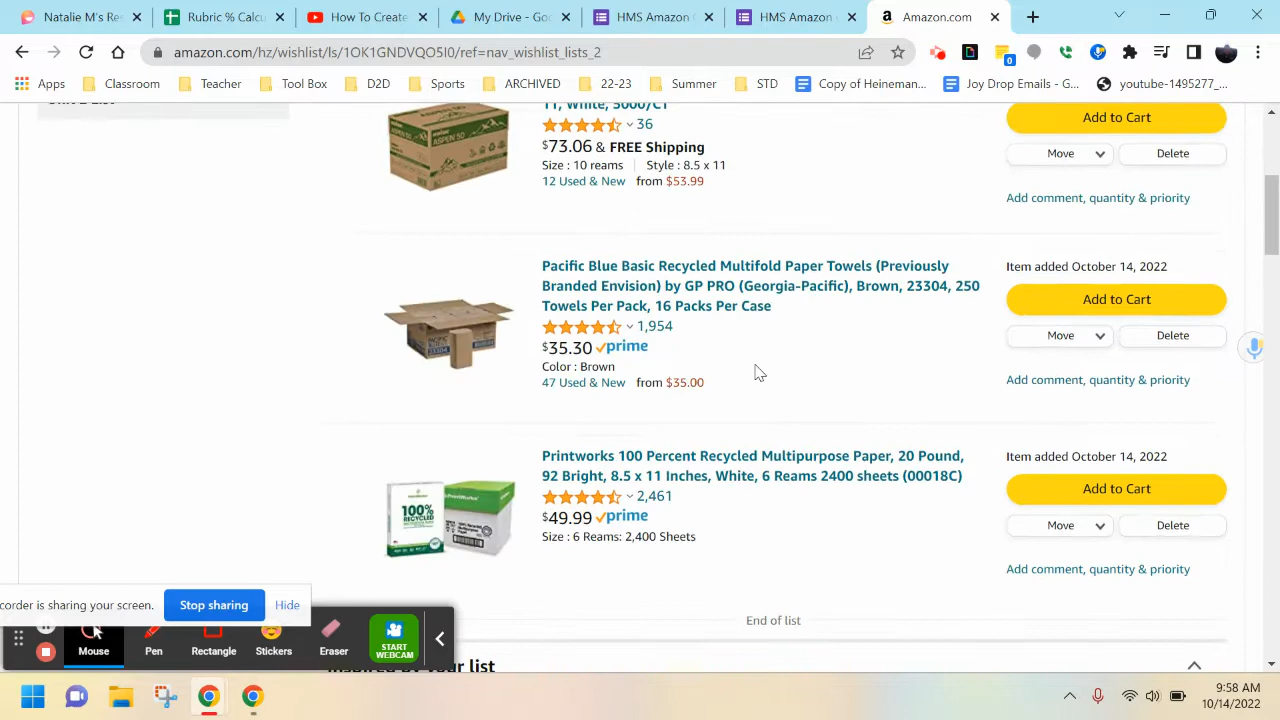 Natalie M's Re
Rubric % Calcu
How To Create
My Drive - Goo
HMS Amazon
HMS Amazon
Amazon.com
amazon.com/hz/wishlist/ls/1OK1GNDVQO5I0/ref=nav_wishlist_lists_2
0
Apps
Classroom
Teacher
Tool Box
D2D
Sports
ARCHIVED
22-23
Summer
STD
Copy of Heineman...
Joy Drop Emails - G...
youtube-1495277-...
11, White, 5000/CT
36
$73.06 & FREE Shipping
Size : 10 reams Style : 8.5 x 11
12 Used & New from $53.99
Add to Cart
Move
Delete
Add comment, quantity & priority
Pacific Blue Basic Recycled Multifold Paper Towels (Previously
Branded Envision) by GP PRO (Georgia-Pacific), Brown, 23304, 250
Towels Per Pack, 16 Packs Per Case
1,954
$35.30 prime
Color : Brown
47 Used & New from $35.00
Item added October 14, 2022
Add to Cart
Move
Delete
Add comment, quantity & priority
Printworks 100 Percent Recycled Multipurpose Paper, 20 Pound,
92 Bright, 8.5 x 11 Inches, White, 6 Reams 2400 sheets (00018C)
2,461
$49.99 prime
Size : 6 Reams: 2,400 Sheets
100%
RECYCLED
Item added October 14, 2022
Add to Cart
Move
Delete
Add comment, quantity & priority
End of list
corder is sharing your screen.
Stop sharing
Hide
Mouse
Pen
Rectangle
Stickers
Eraser
START
WEBCAM
your list
9:58 AM
10/14/2022